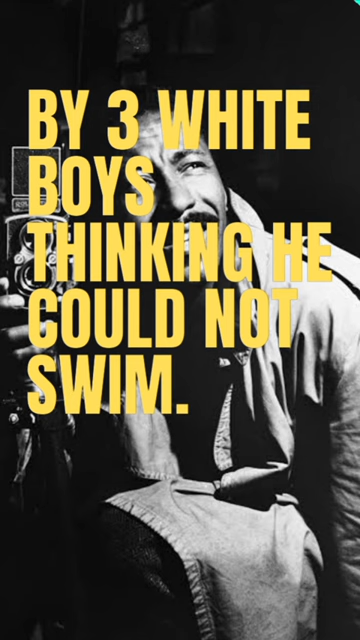 BY 3 WHITE
BOYS
THINKING HE
COULD NOT
SWIM.